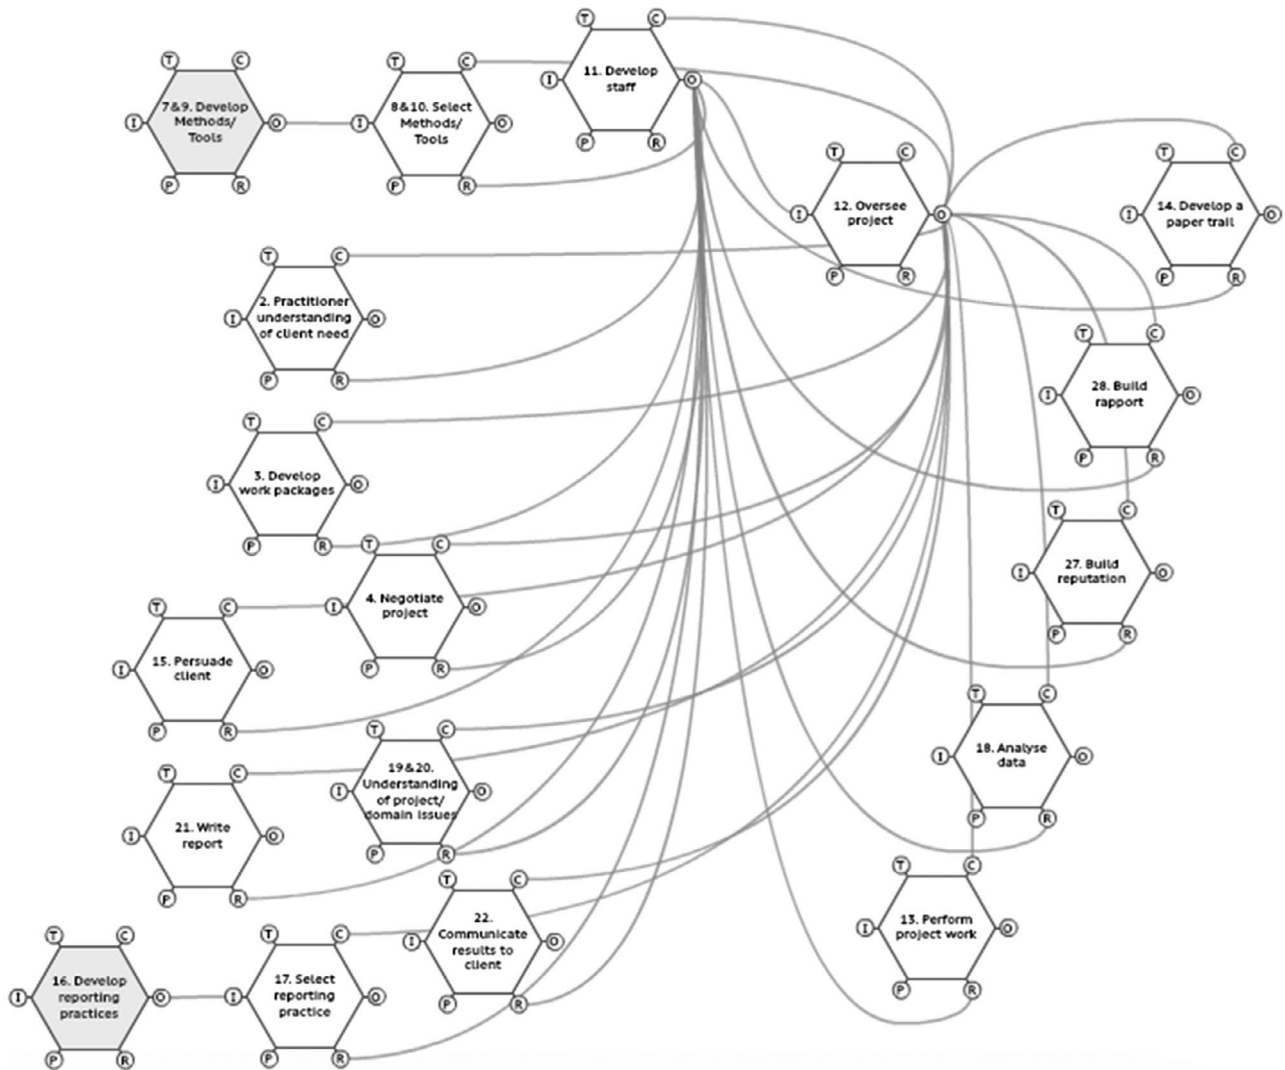 T
C
I
7&9. Develop
Methods/
Tools
O
P
R
T
C
I
8&10. Select
Methods/
Tools
O
P
R
T
C
I
11. Develop
staff
O
P
R
T
C
I
12. Oversee
project
O
P
R
T
C
I
14. Develop a
paper trail
O
P
R
T
C
I
2. Practitioner
understanding
of client need
O
P
R
T
C
I
28. Build
rapport
O
P
R
T
C
I
3. Develop
work packages
O
P
R
T
C
I
4. Negotiate
project
O
P
R
T
C
I
27. Build
reputation
O
P
R
T
C
I
15. Persuade
client
O
P
R
T
C
I
19&20.
Understanding
of project/
domain issues
O
P
R
T
C
I
18. Analyse
data
O
P
R
T
C
I
21. Write
report
O
P
R
T
C
I
22.
Communicate
results to
client
O
P
R
T
C
I
13. Perform
project work
O
P
R
T
C
I
16. Develop
reporting
practices
O
P
R
T
C
I
17. Select
reporting
practice
O
P
R